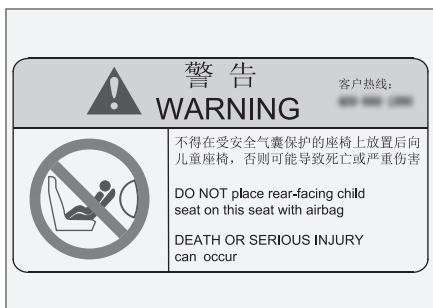 警告
WARNING
客户热线：
不得在受安全气囊保护的座椅上放置后向
儿童座椅，否则可能导致死亡或严重伤害
DO NOT place rear-facing child
seat on this seat with airbag
DEATH OR SERIOUS INJURY
can occur